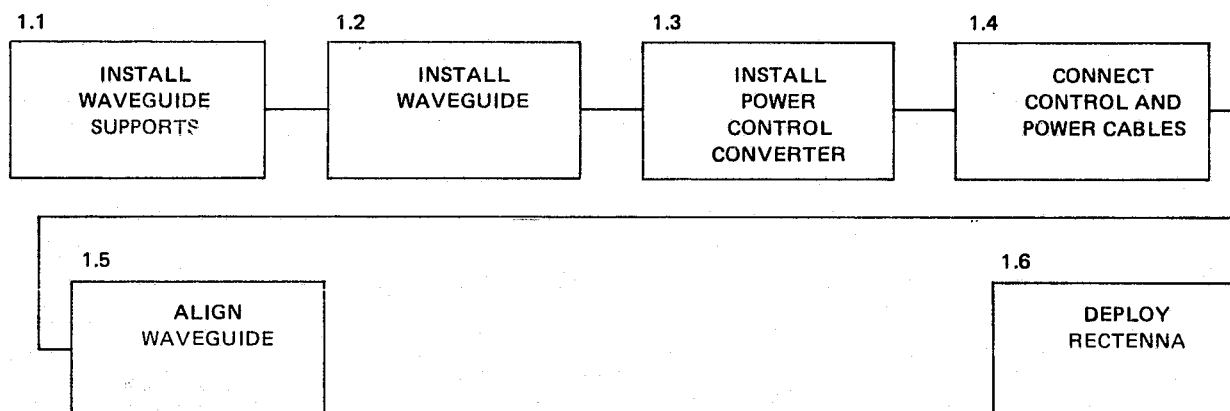 1.1
INSTALL
WAVEGUIDE
SUPPORTS
1.2
INSTALL
WAVEGUIDE
1.3
INSTALL
POWER
CONTROL
CONVERTER
1.4
CONNECT
CONTROL AND
POWER CABLES
1.5
ALIGN
WAVEGUIDE
1.6
DEPLOY
RECTENNA